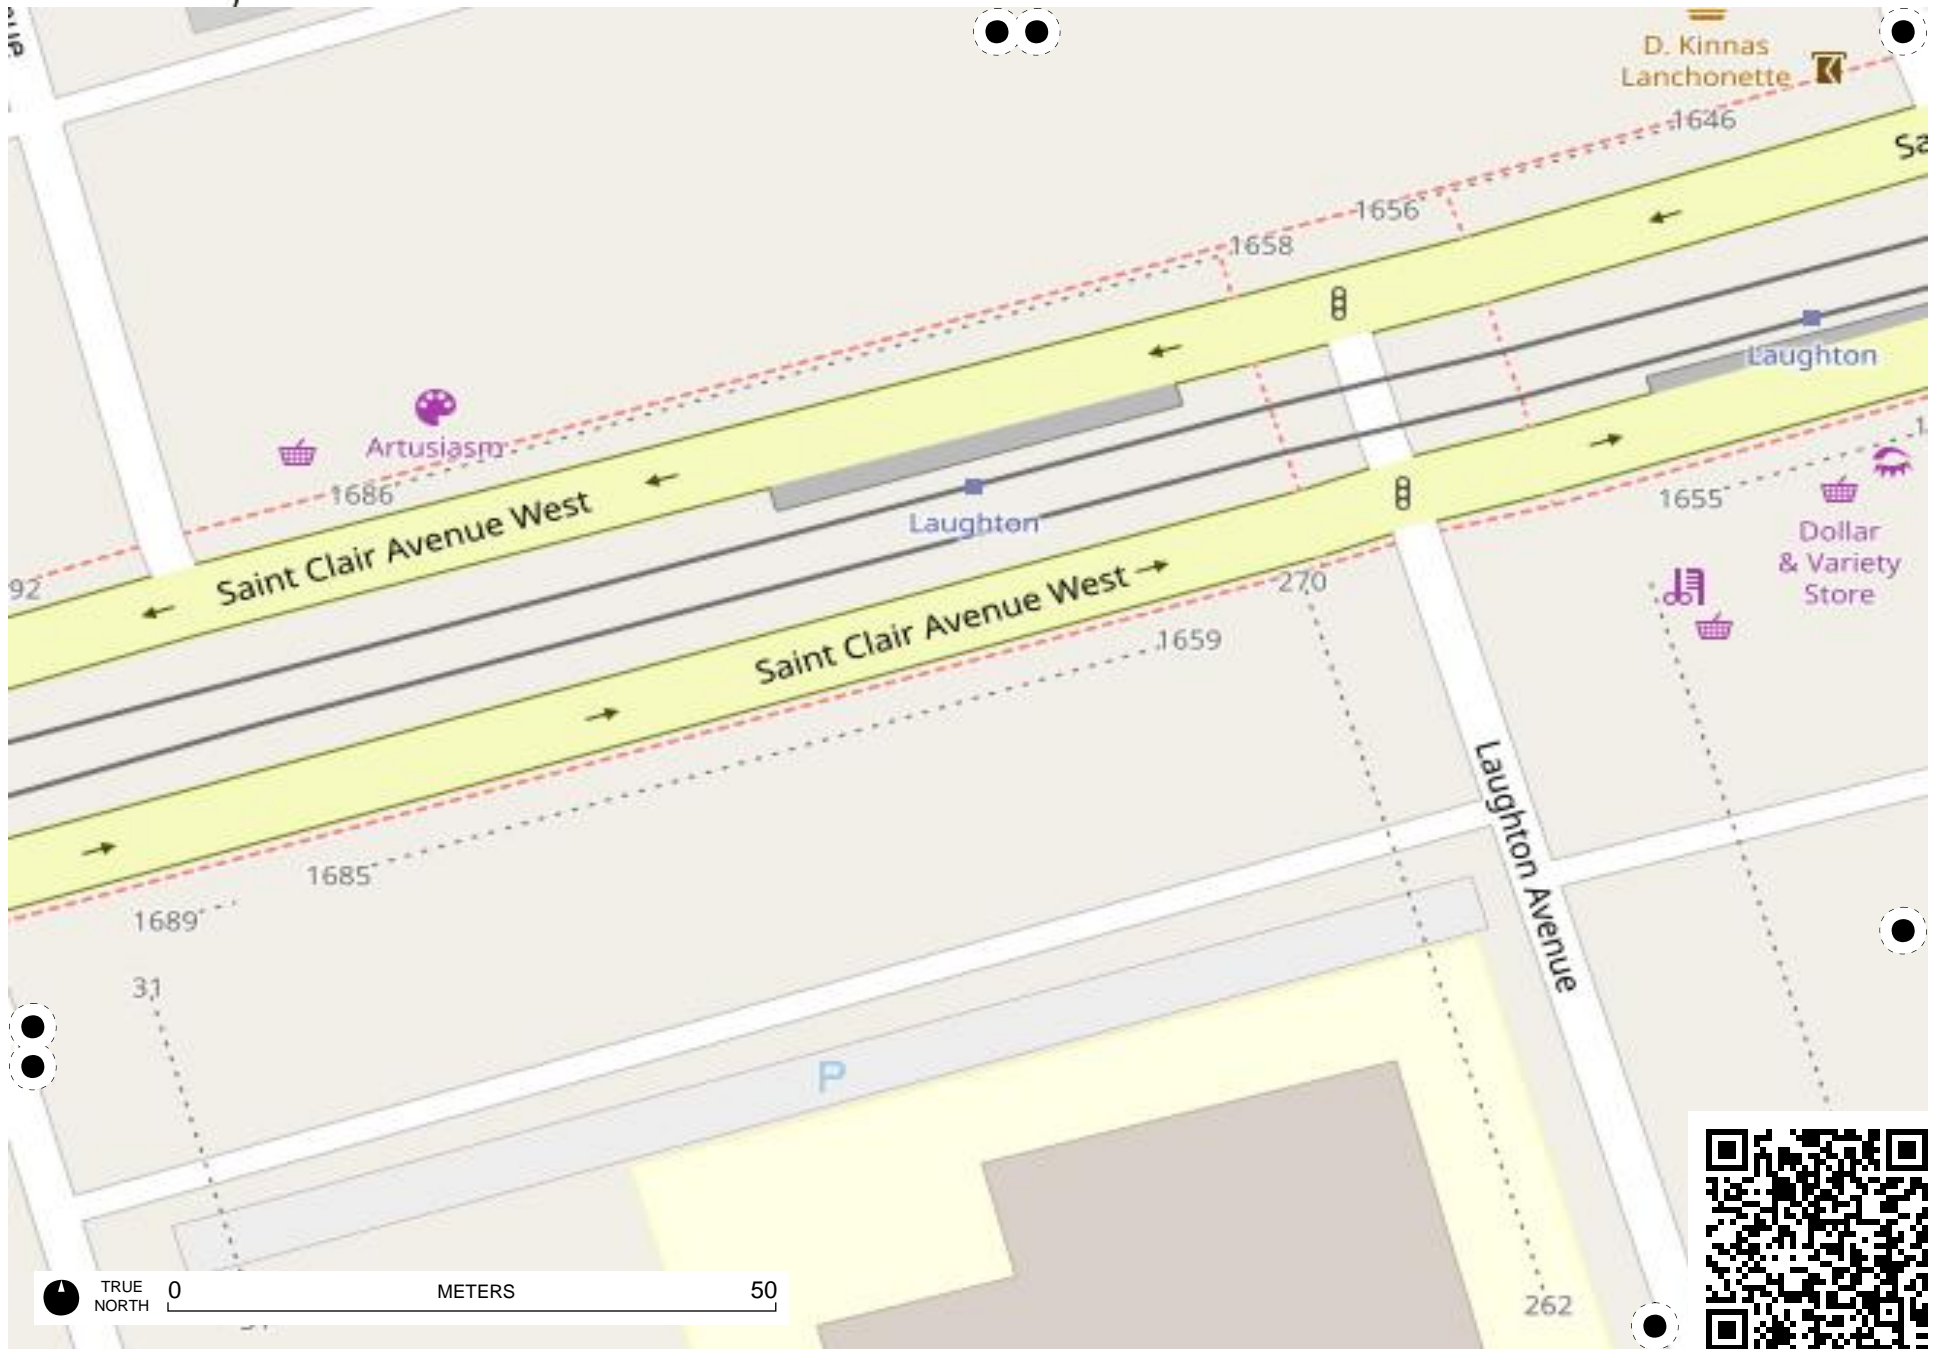 D. Kinnas
Lanchonette
1646
Sa
1656
1658
Laughton
Artusiasm
1686
Saint Clair Avenue West
Laughton
1655
Dollar
& Variety
Store
92
270
Saint Clair Avenue West
1659
Laughton Avenue
1685
1689
31
P
TRUE
NORTH
0
METERS
50
262